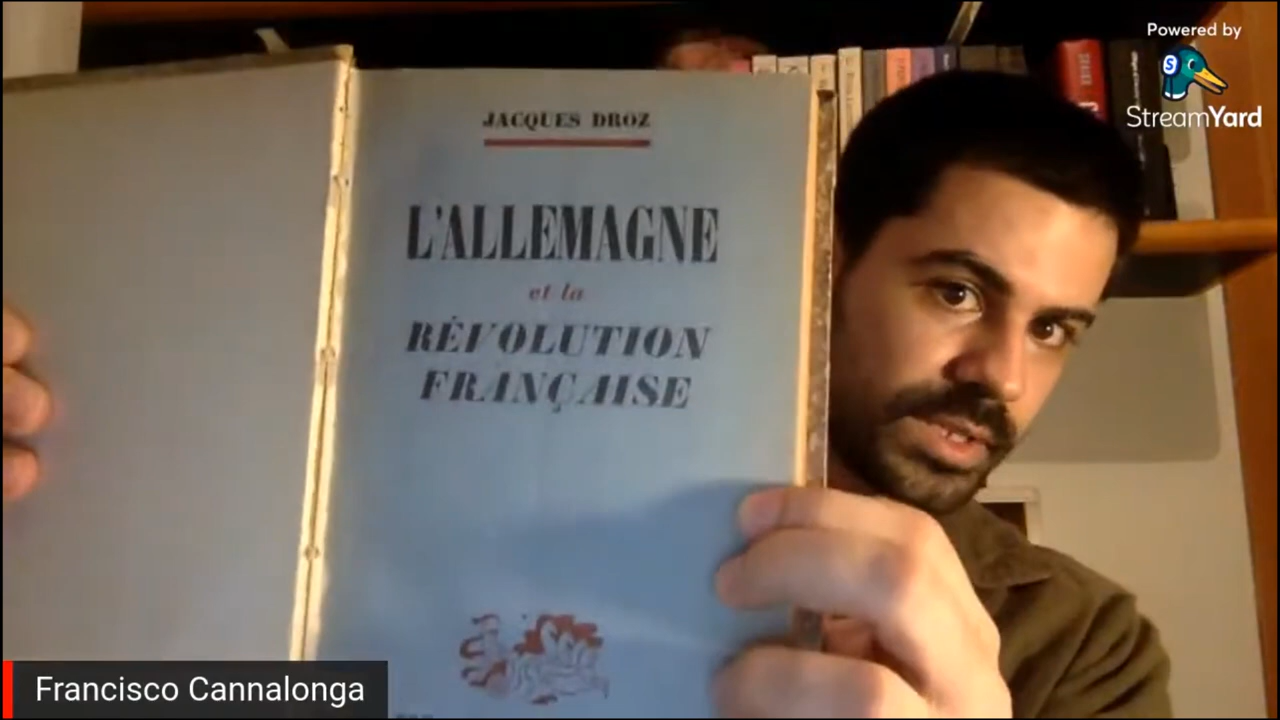 Powered by
StreamYard
JACQUES DROZ
L'ALLEMAGNE
et la
RÉVOLUTION
FRANÇAISE
Francisco Cannalonga